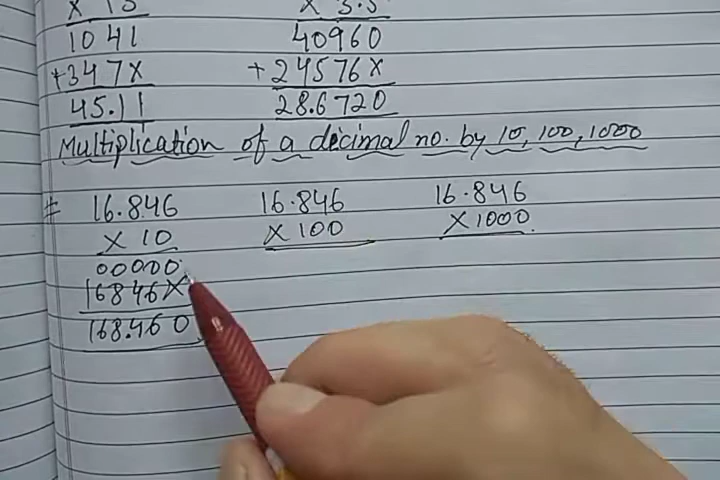 1041 40960
+347x +24576x
45.11 28.6720
Multiplication of a decimal no. by 10, 100, 1000
16.846 16.846 16.846
x 10 x 100 x 1000
00000
16846x
168.460